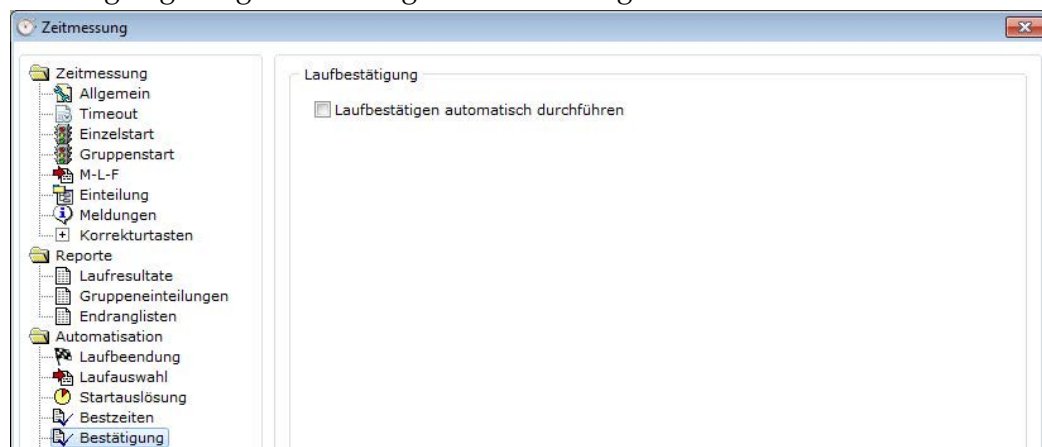 Zeitmessung
Zeitmessung
Allgemein
Timeout
Einzelstart
Gruppenstart
M-L-F
Einteilung
Meldungen
Korrekturtasten
Reporte
Laufresultate
Gruppeneinteilungen
Endranglisten
Automatisation
Laufbeendung
Laufauswahl
Startauslösung
Bestzeiten
Bestätigung
Laufbestätigung
Laufbestätigen automatisch durchführen